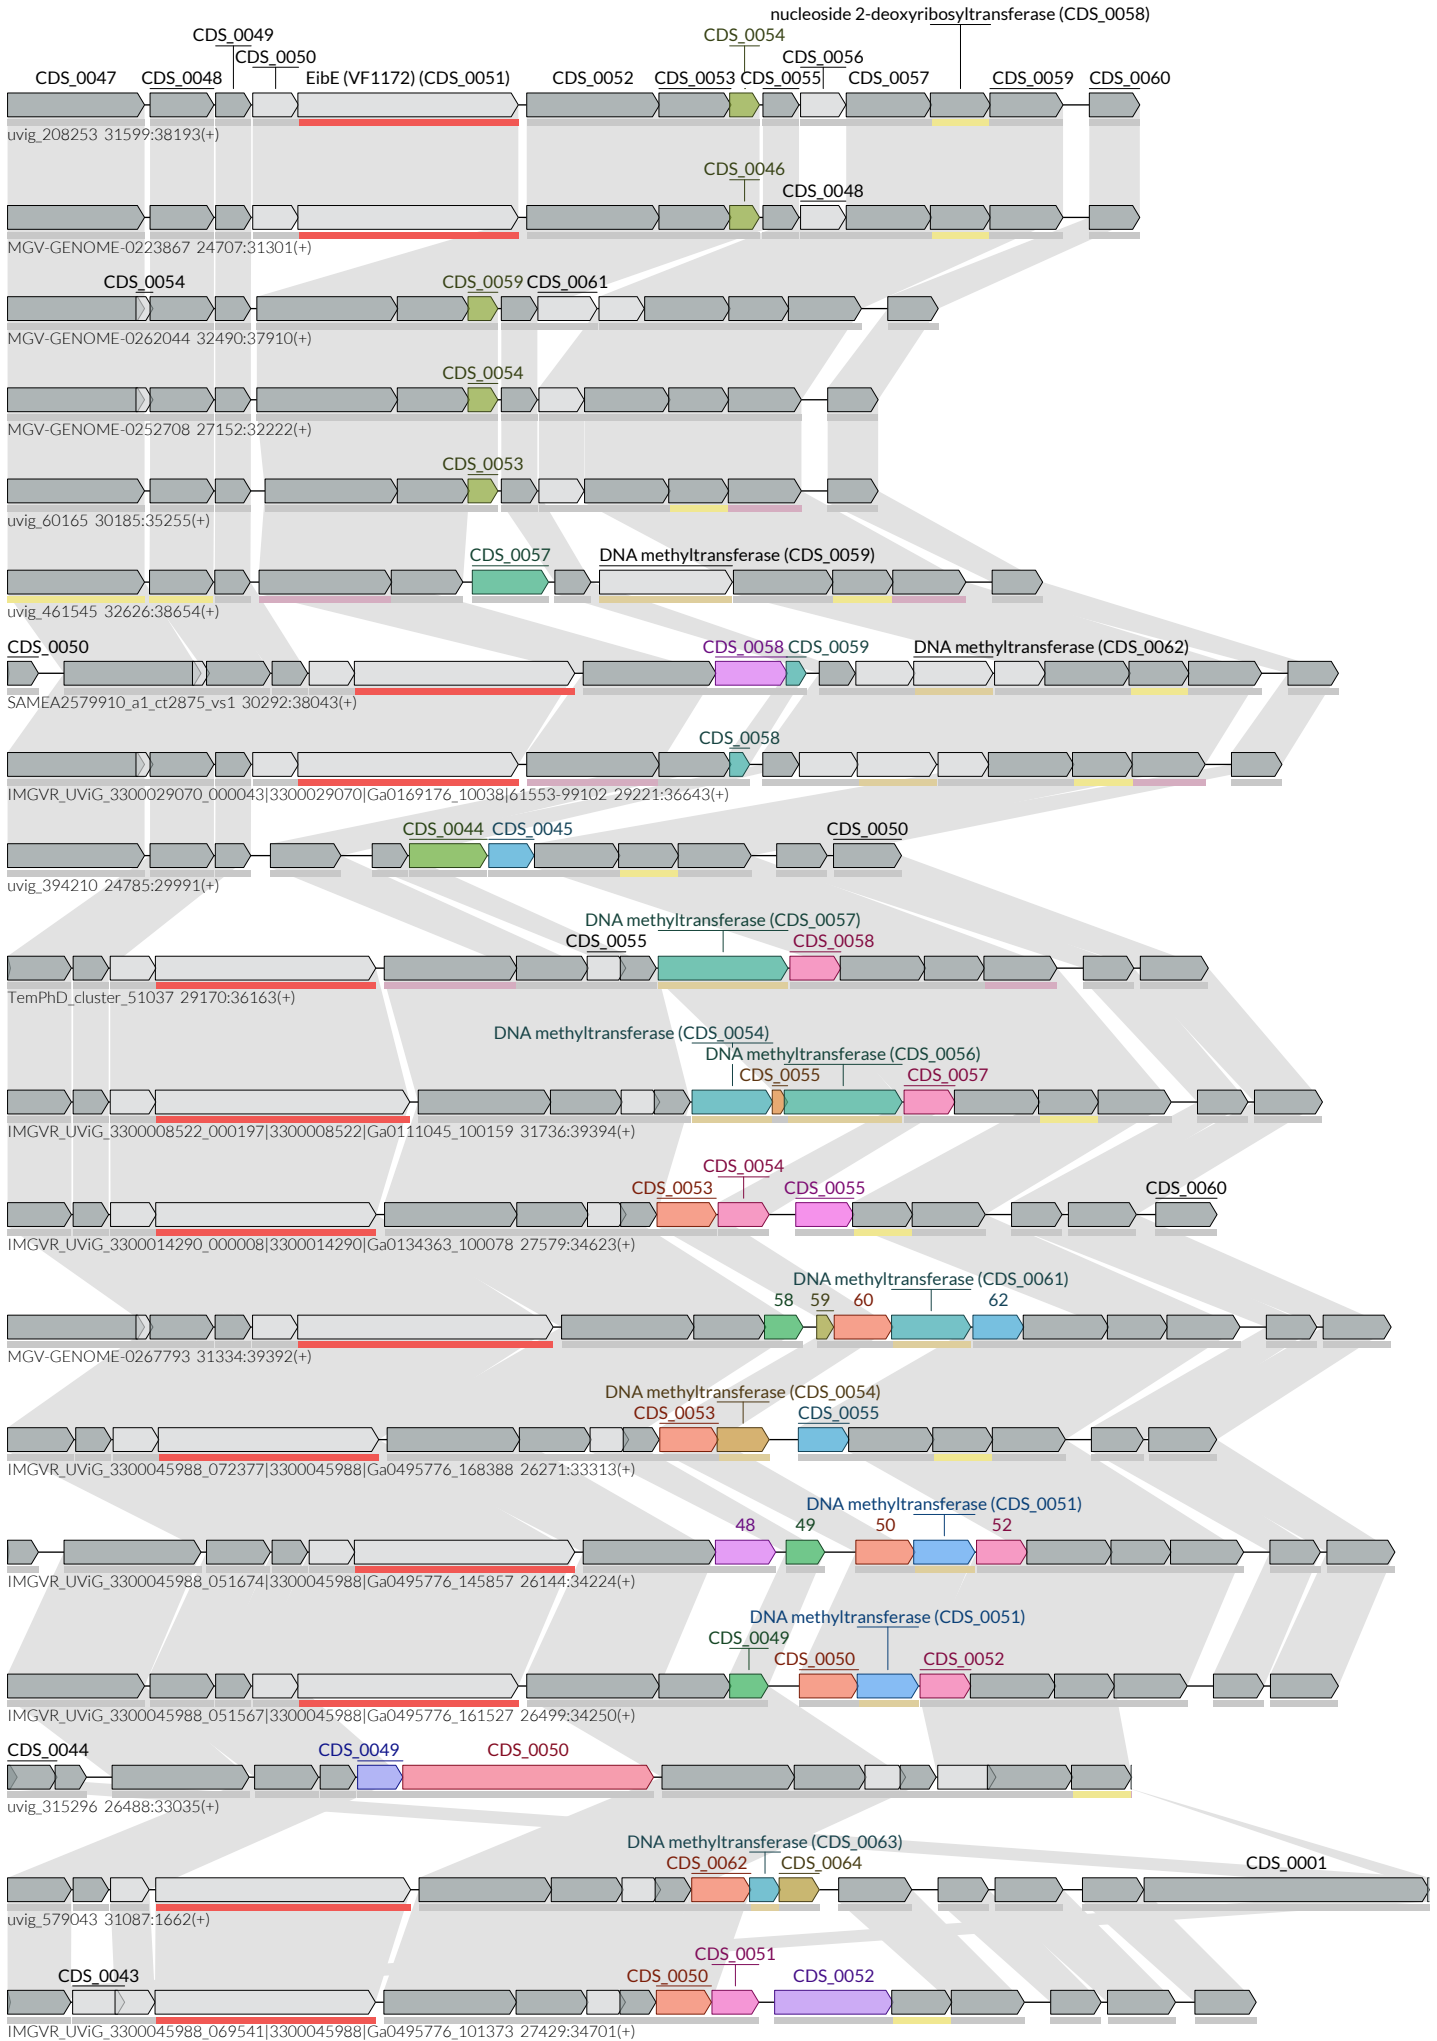 nucleoside 2-deoxyribosyltransferase (CDS_0058)
CDS_0049 CDS_0054
CDS_0050 CDS_0056
CDS_0047 CDS_0048 EibE (VF1172) (CDS_0051) CDS_0052 CDS_0053 CDS_0055 CDS_0057 CDS_0059 CDS_0060
uvig_208253 31599:38193(+)
CDS_0046
CDS_0048
MGV-GENOME-0223867 24707:31301(+)
CDS_0054 CDS_0059 CDS_0061
MGV-GENOME-0262044 32490:37910(+)
CDS_0054
MGV-GENOME-0252708 27152:32222(+)
CDS_0053
uvig_60165 30185:35255(+)
CDS_0057 DNA methyltransferase (CDS_0059)
uvig_461545 32626:38654(+)
CDS_0050 CDS_0058 CDS_0059 DNA methyltransferase (CDS_0062)
SAMEA2579910_a1_ct2875_vs1 30292:38043(+)
CDS_0058
IMGVR_UViG_3300029070_000043|3300029070|Ga0169176_10038|61553-99102 29221:36643(+)
CDS_0044 CDS_0045 CDS_0050
uvig_394210 24785:29991(+)
DNA methyltransferase (CDS_0057)
CDS_0055 CDS_0058
TemPhD_cluster_51037 29170:36163(+)
DNA methyltransferase (CDS_0054)
DNA methyltransferase (CDS_0056)
CDS_0055 CDS_0057
IMGVR_UViG_3300008522_000197|3300008522|Ga0111045_100159 31736:39394(+)
CDS_0054
CDS_0053 CDS_0055 CDS_0060
IMGVR_UViG_3300014290_000008|3300014290|Ga0134363_100078 27579:34623(+)
DNA methyltransferase (CDS_0061)
58 59 60 62
MGV-GENOME-0267793 31334:39392(+)
DNA methyltransferase (CDS_0054)
CDS_0053 CDS_0055
IMGVR_UViG_3300045988_072377|3300045988|Ga0495776_168388 26271:33313(+)
DNA methyltransferase (CDS_0051)
48 49 50 52
IMGVR_UViG_3300045988_051674|3300045988|Ga0495776_145857 26144:34224(+)
DNA methyltransferase (CDS_0051)
CDS_0049
CDS_0050 CDS_0052
IMGVR_UViG_3300045988_051567|3300045988|Ga0495776_161527 26499:34250(+)
CDS_0044 CDS_0049 CDS_0050
uvig_315296 26488:33035(+)
DNA methyltransferase (CDS_0063)
CDS_0062 CDS_0064 CDS_0001
uvig_579043 31087:1662(+)
CDS_0051
CDS_0043 CDS_0050 CDS_0052
IMGVR_UViG_3300045988_069541|3300045988|Ga0495776_101373 27429:34701(+)